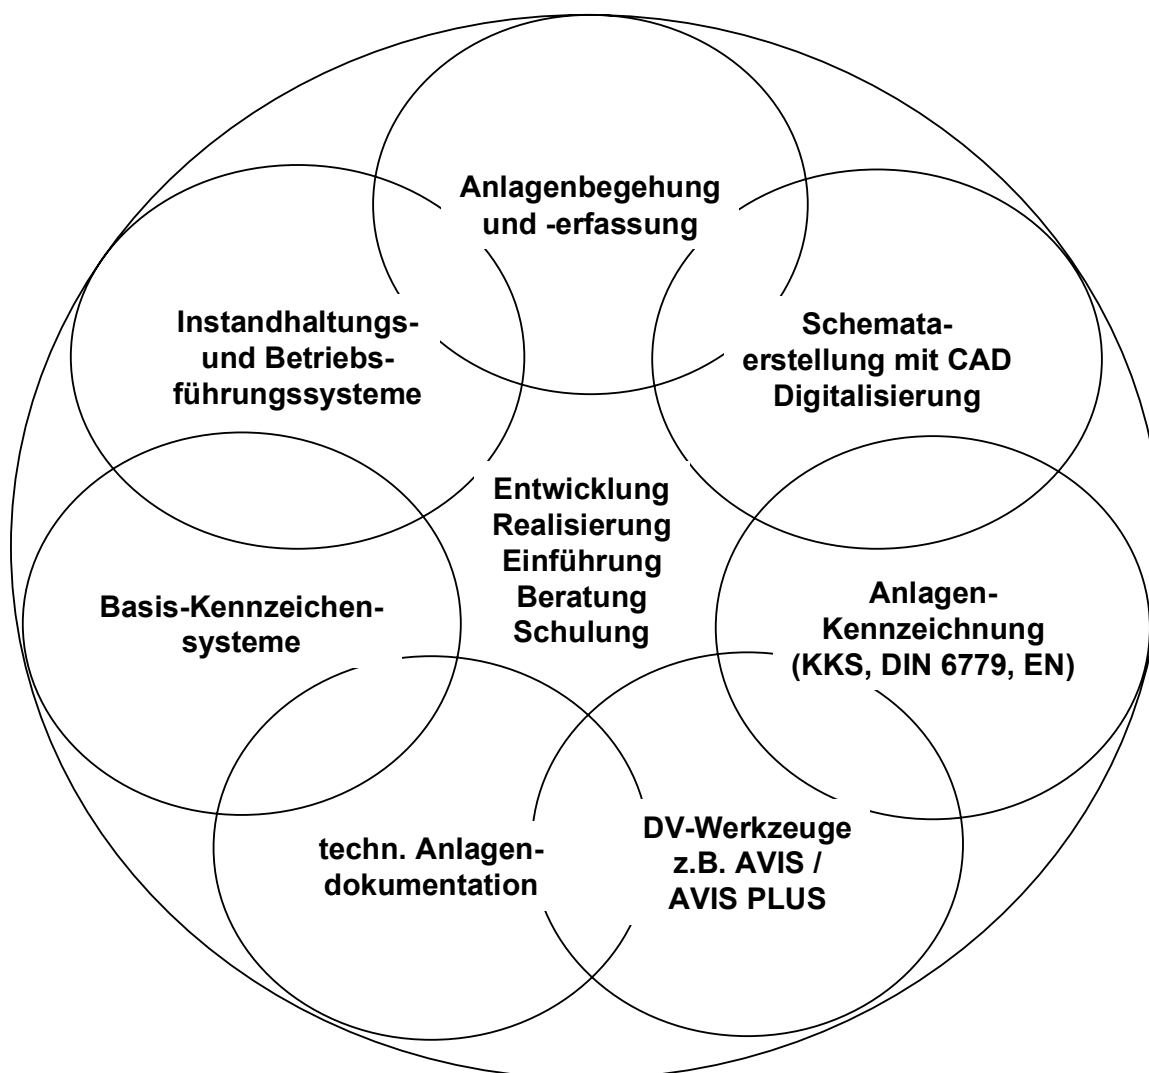 Anlagenbegehung
und -erfassung
Instandhaltungs-
und Betriebs-
führungssysteme
Schemata-
erstellung mit CAD
Digitalisierung
Entwicklung
Realisierung
Einführung
Beratung
Schulung
Basis-Kennzeichen-
systeme
Anlagen-
Kennzeichnung
(KKS, DIN 6779, EN)
techn. Anlagen-
dokumentation
DV-Werkzeuge
z.B. AVIS /
AVIS PLUS